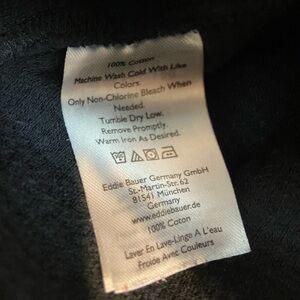 100% Cotton
Machine Wash Cold With Like
Colors.
Only Non-Chlorine Bleach When
Needed.
Tumble Dry Low.
Remove Promptly.
Warm Iron As Desired.
Eddie Bauer Germany GmbH
St.-Martin-Str. 62
81541 München
Germany
www.eddiebauer.de
100% Coton
Laver En Lave-Linge A L'eau
Froide Avec Couleurs